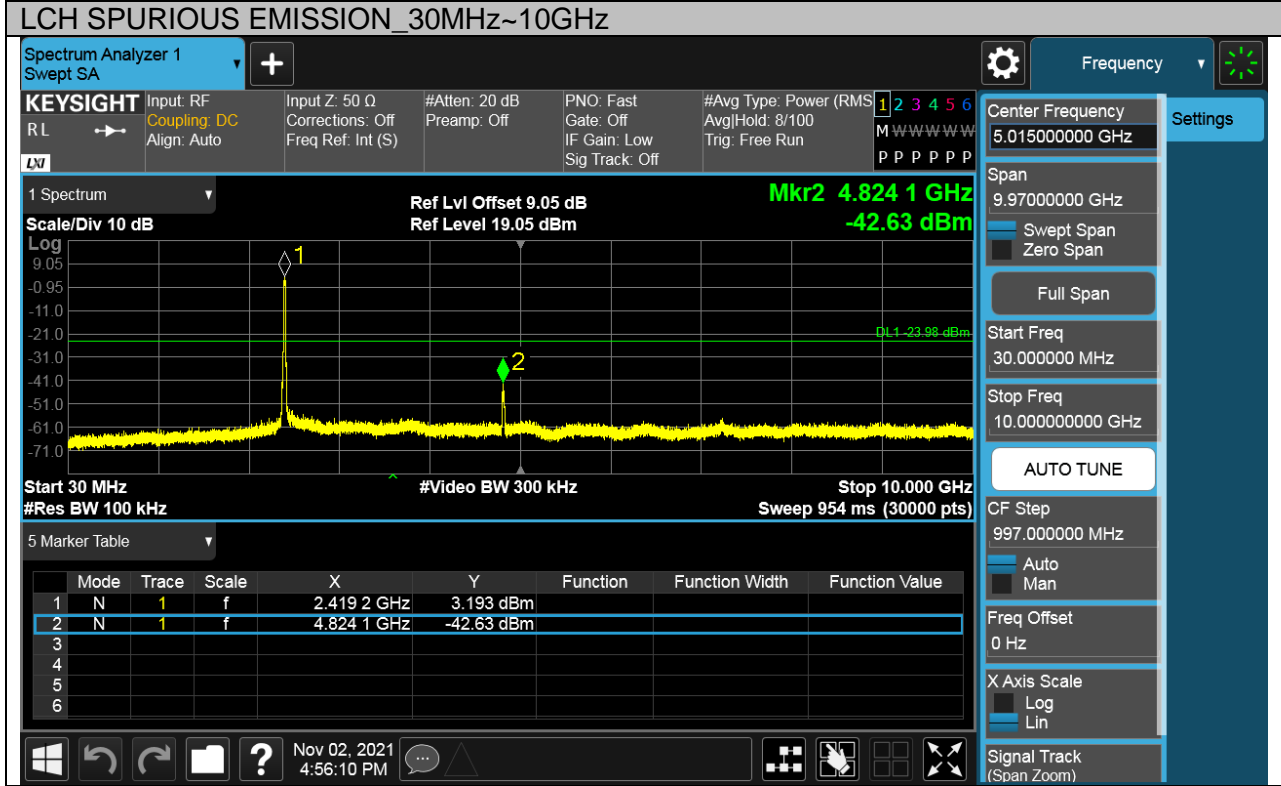 LCH SPURIOUS EMISSION_30MHz~10GHz
Spectrum Analyzer 1
Swept SA
Frequency
KEYSIGHT
RL
LXI
Input: RF
Coupling: DC
Align: Auto
Input Z: 50 Ω
Corrections: Off
Freq Ref: Int (S)
#Atten: 20 dB
Preamp: Off
PNO: Fast
Gate: Off
IF Gain: Low
Sig Track: Off
#Avg Type: Power (RMS
Avg|Hold: 8/100
Trig: Free Run
1 2 3 4 5 6
M W W W W W
P P P P P P
1 Spectrum
Scale/Div 10 dB
Ref Lvl Offset 9.05 dB
Ref Level 19.05 dBm
Mkr2 4.824 1 GHz
-42.63 dBm
Log
9.05
-0.95
-11.0
-21.0
-31.0
-41.0
-51.0
-61.0
-71.0
1
2
DL1 -23.98 dBm
Start 30 MHz
#Res BW 100 kHz
#Video BW 300 kHz
Stop 10.000 GHz
Sweep 954 ms (30000 pts)
5 Marker Table
Mode Trace Scale X Y Function Function Width Function Value
1 N 1 f 2.419 2 GHz 3.193 dBm
2 N 1 f 4.824 1 GHz -42.63 dBm
3
4
5
6
Nov 02, 2021
4:56:10 PM
Center Frequency
5.015000000 GHz
Settings
Span
9.97000000 GHz
Swept Span
Zero Span
Full Span
Start Freq
30.000000 MHz
Stop Freq
10.000000000 GHz
AUTO TUNE
CF Step
997.000000 MHz
Auto
Man
Freq Offset
0 Hz
X Axis Scale
Log
Lin
Signal Track
(Span Zoom)